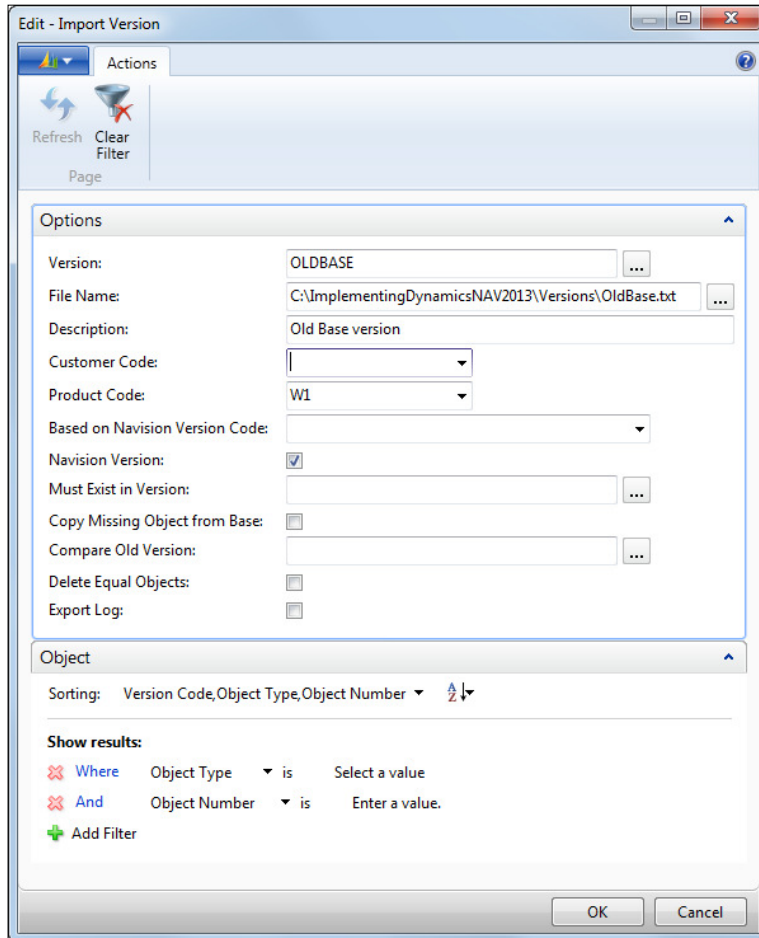 Edit - Import Version
Actions
Refresh Clear Filter
Page
Options
Version: OLDBASE ...
File Name: C:\ImplementingDynamicsNAV2013\Versions\OldBase.txt ...
Description: Old Base version
Customer Code:
Product Code: W1
Based on Navision Version Code:
Navision Version:
Must Exist in Version: ...
Copy Missing Object from Base:
Compare Old Version: ...
Delete Equal Objects:
Export Log:
Object
Sorting: Version Code,Object Type,Object Number
Show results:
Where Object Type is Select a value
And Object Number is Enter a value.
Add Filter
OK Cancel